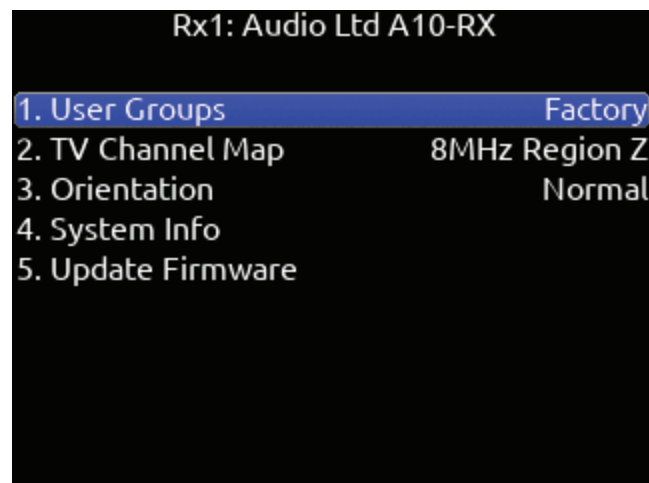 Rx1: Audio Ltd A10-RX
1. User Groups Factory
2. TV Channel Map 8MHz Region Z
3. Orientation Normal
4. System Info
5. Update Firmware